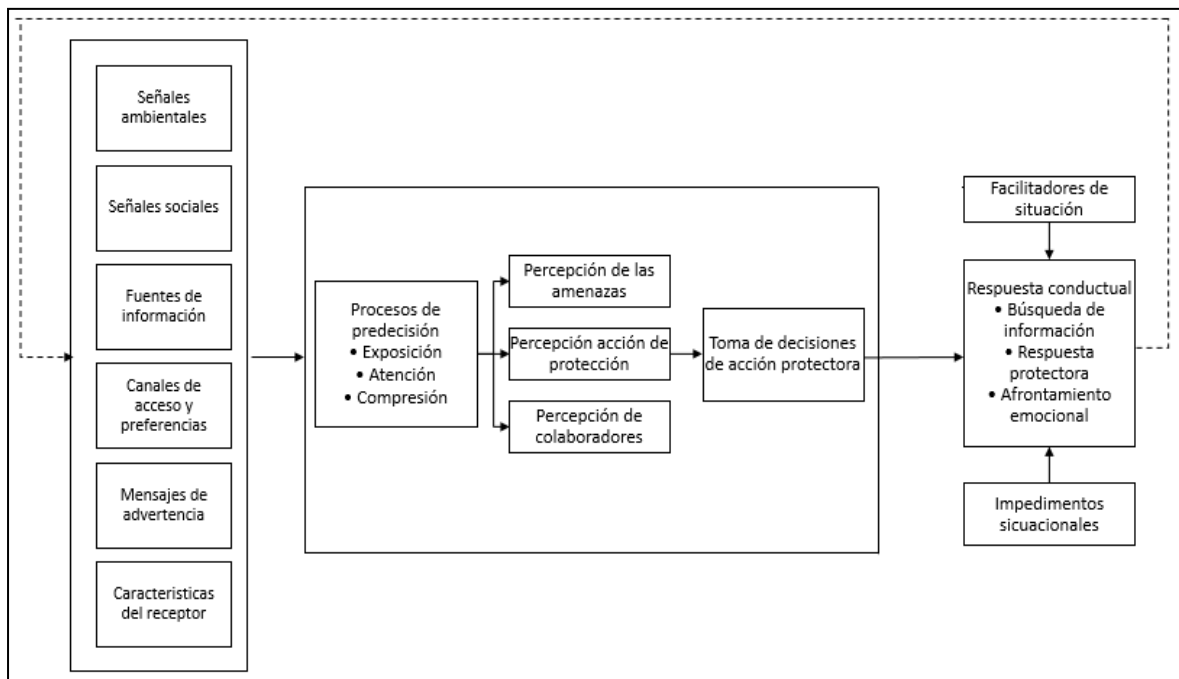 Señales
ambientales
Señales sociales
Fuentes de
información
Canales de
acceso y
preferencias
Mensajes de
advertencia
Caracteristicas
del receptor
Procesos de
predecisión
• Exposición
• Atención
• Compresión
Percepción de las
amenazas
Percepción acción de
protección
Percepción de
colaboradores
Toma de decisiones
de acción protectora
Facilitadores de
situación
Respuesta conductual
• Búsqueda de
información
• Respuesta
protectora
• Afrontamiento
emocional
Impedimentos
sicuacionales